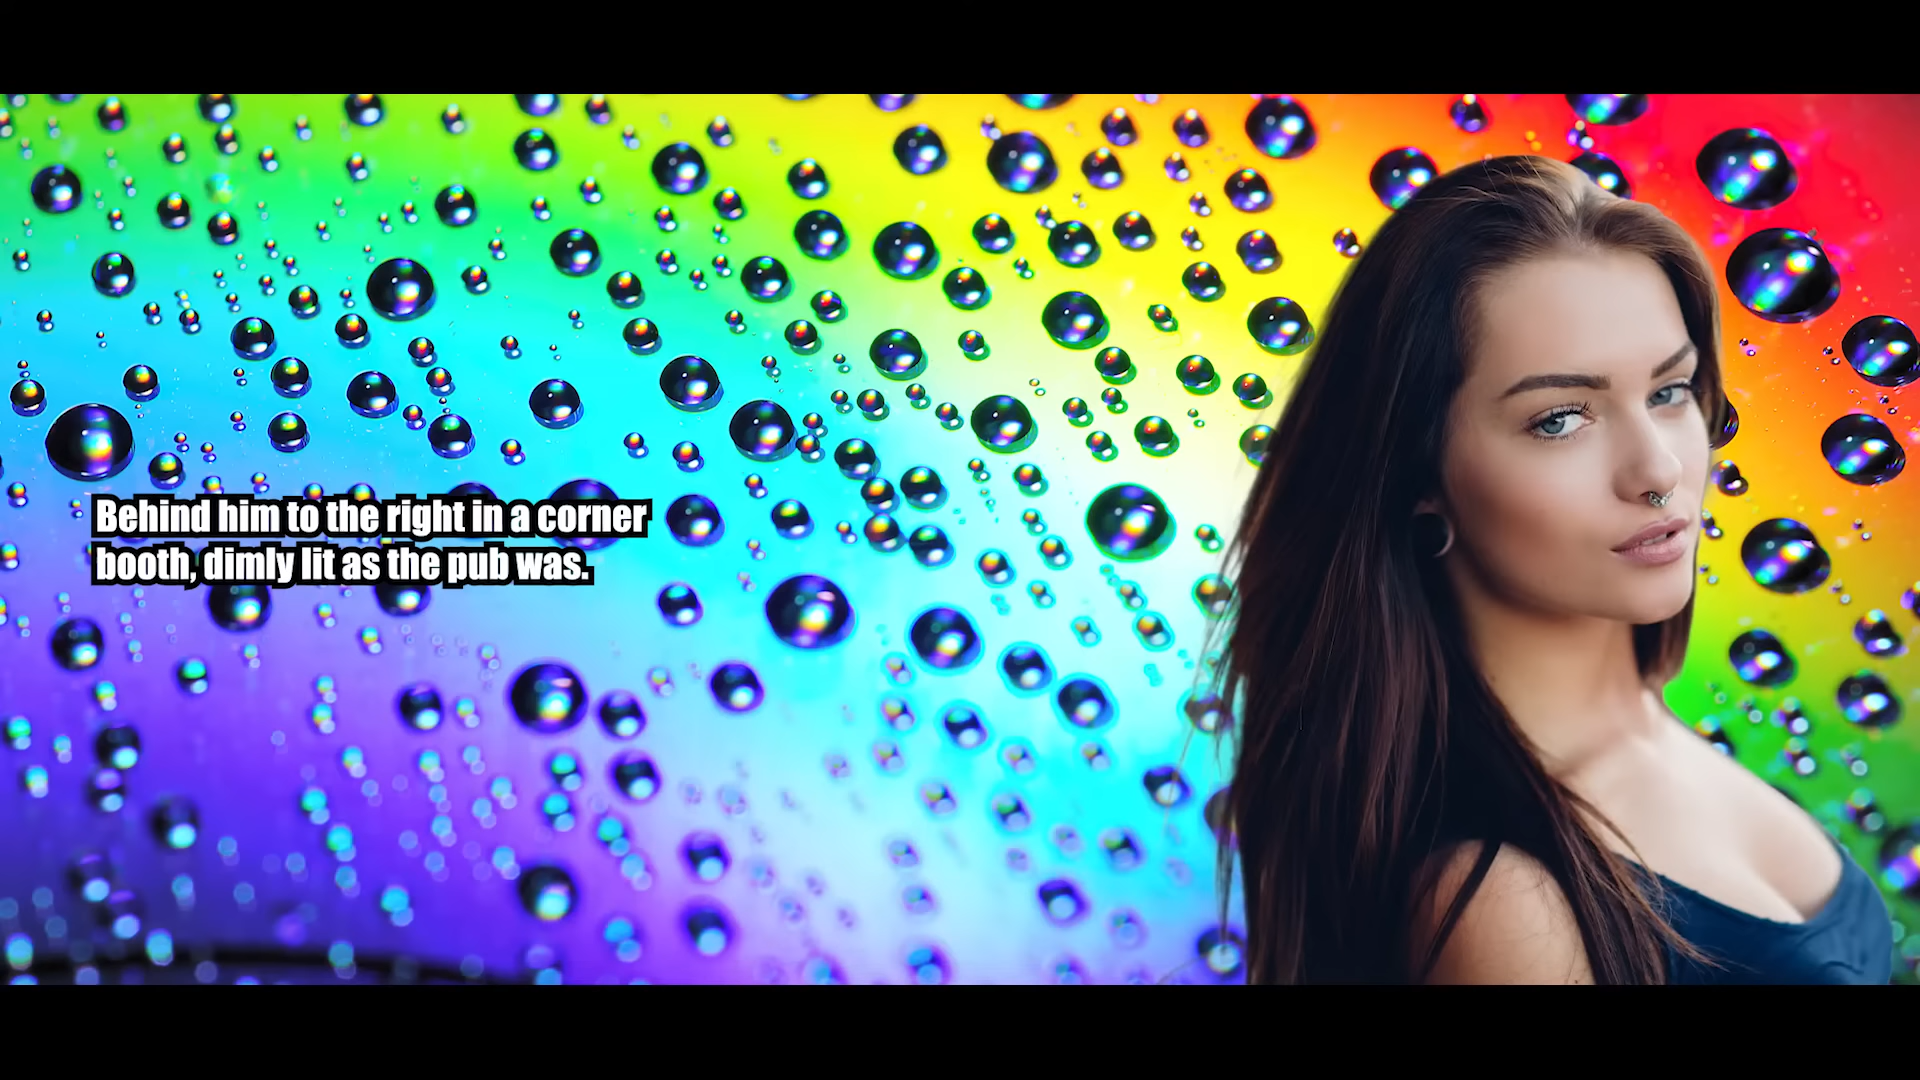 Behind him to the right in a corner
booth, dimly lit as the pub was.